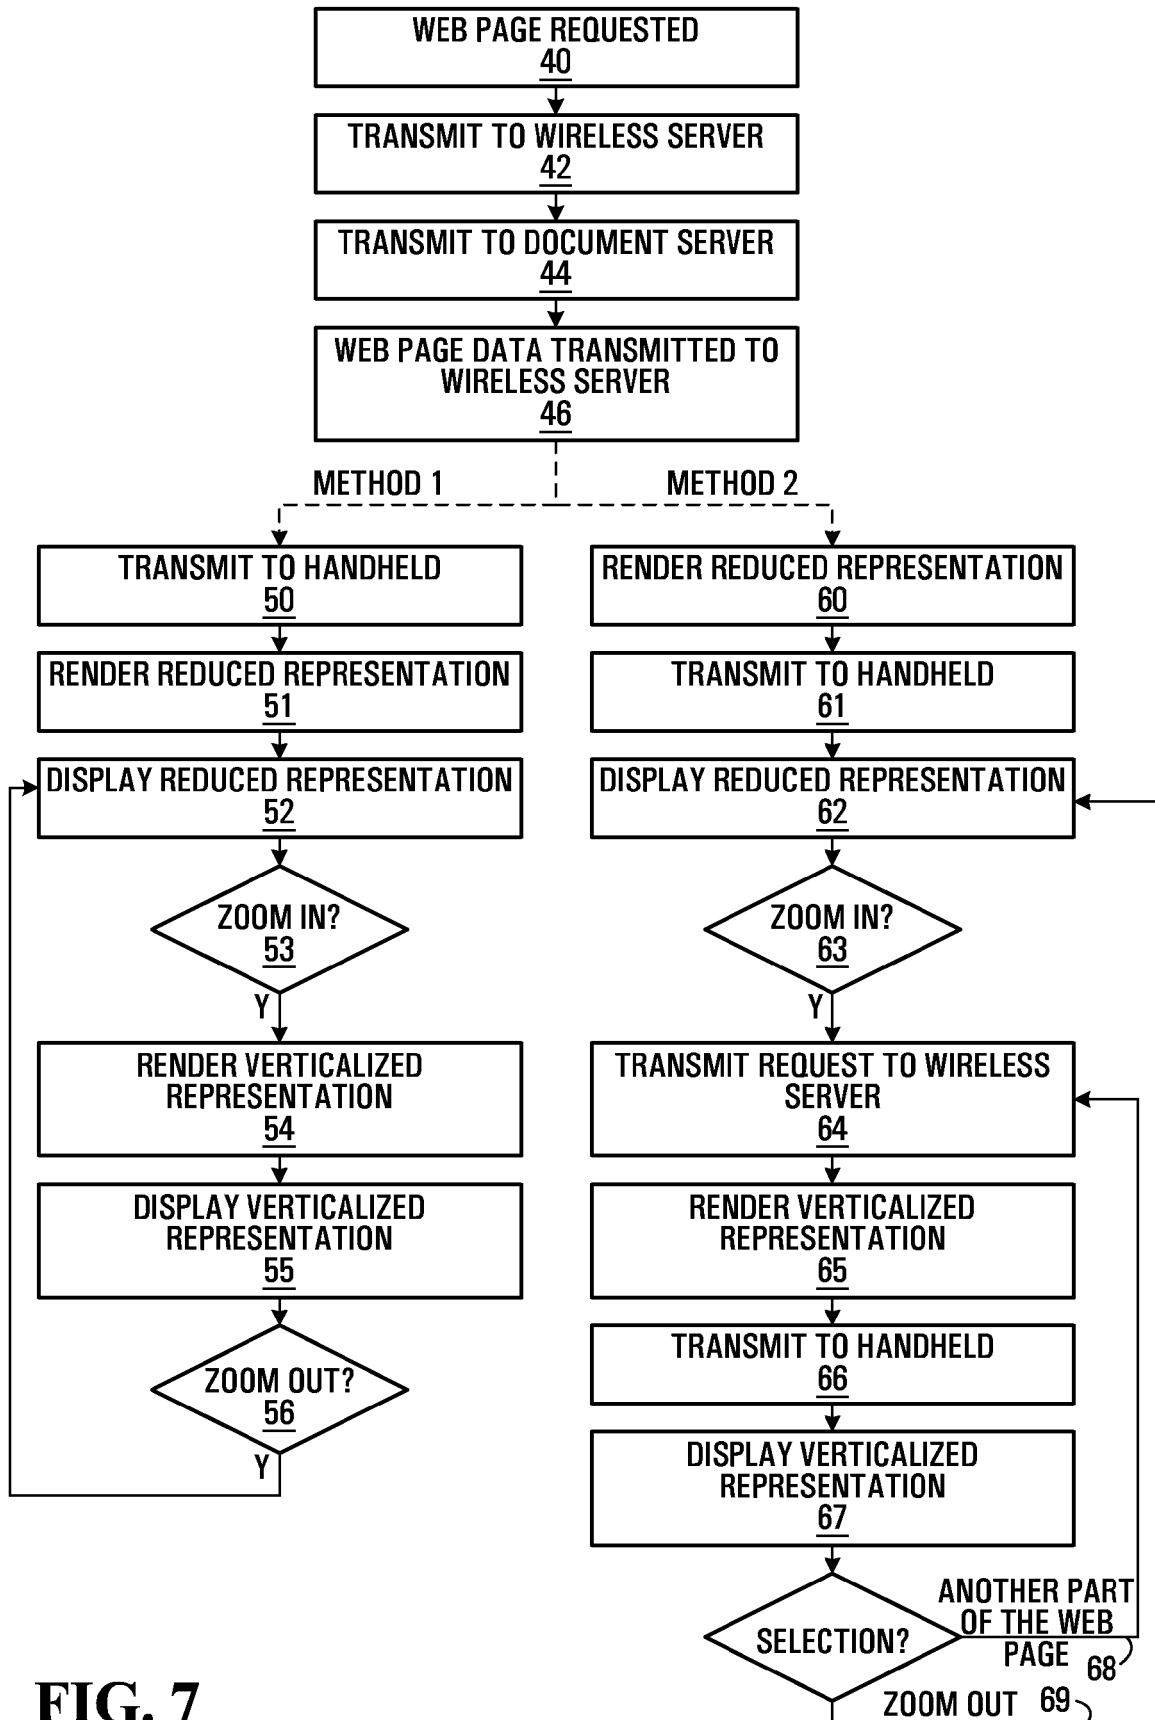 WEB PAGE REQUESTED
40
TRANSMIT TO WIRELESS SERVER
42
TRANSMIT TO DOCUMENT SERVER
44
WEB PAGE DATA TRANSMITTED TO
WIRELESS SERVER
46
METHOD 1
METHOD 2
TRANSMIT TO HANDHELD
50
RENDER REDUCED REPRESENTATION
51
DISPLAY REDUCED REPRESENTATION
52
ZOOM IN?
53
Y
RENDER VERTICALIZED
REPRESENTATION
54
DISPLAY VERTICALIZED
REPRESENTATION
55
ZOOM OUT?
56
Y
RENDER REDUCED REPRESENTATION
60
TRANSMIT TO HANDHELD
61
DISPLAY REDUCED REPRESENTATION
62
ZOOM IN?
63
Y
TRANSMIT REQUEST TO WIRELESS
SERVER
64
RENDER VERTICALIZED
REPRESENTATION
65
TRANSMIT TO HANDHELD
66
DISPLAY VERTICALIZED
REPRESENTATION
67
SELECTION?
ANOTHER PART
OF THE WEB
PAGE
68
ZOOM OUT
69
FIG. 7